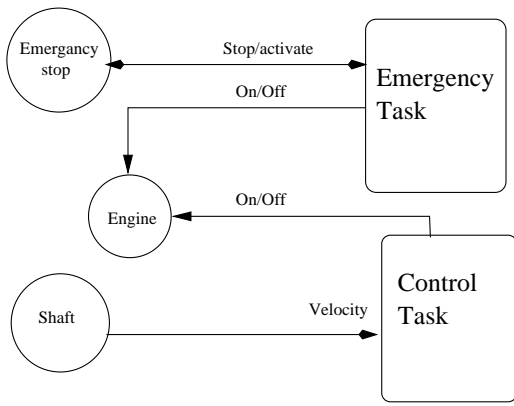 Emergancy
stop
Stop/activate
Emergency
Task
On/Off
Engine
On/Off
Control
Task
Shaft
Velocity